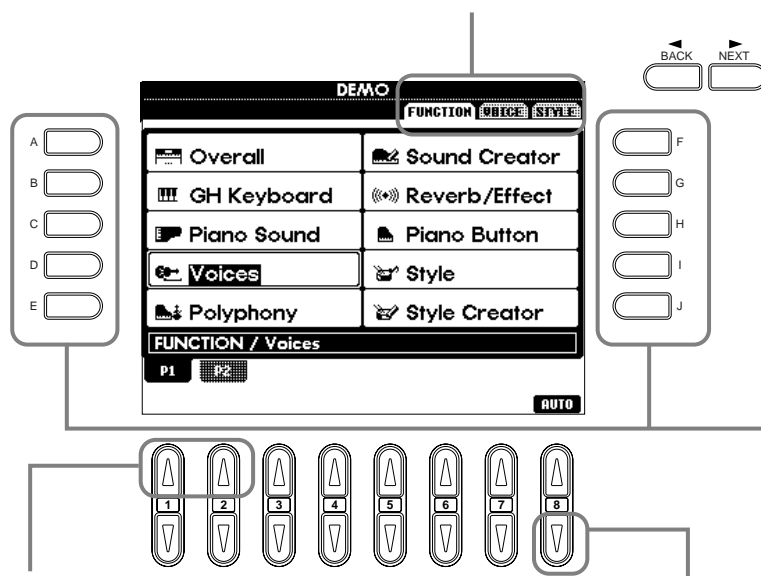 BACK NEXT
DEMO
FUNCTION VOICE STYLE
A
B
C
D
E
Overall
GH Keyboard
Piano Sound
Voices
Polyphony
Sound Creator
Reverb/Effect
Piano Button
Style
Style Creator
F
G
H
I
J
FUNCTION / Voices
P1 P2
AUTO
1 2 3 4 5 6 7 8